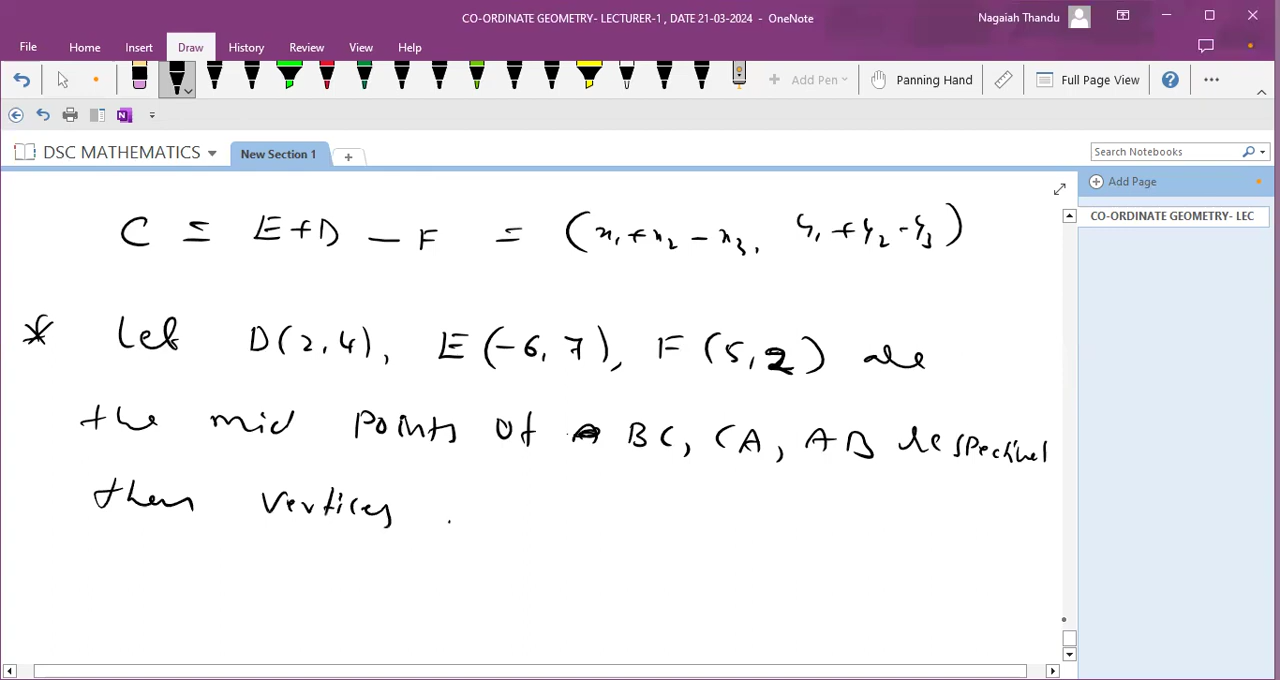 CO-ORDINATE GEOMETRY- LECTURER-1 , DATE 21-03-2024 - OneNote
Nagaiah Thandu
File Home Insert Draw History Review View Help
Add Pen Panning Hand Full Page View
DSC MATHEMATICS New Section 1 Search Notebooks
Add Page
CO-ORDINATE GEOMETRY- LEC
C ≡ E+D - F = (x₁+x₂-x₃, y₁+y₂-y₃)
* Let D(2,4), E(-6,7), F(5,2) are
the mid points of BC, CA, AB
then vertices